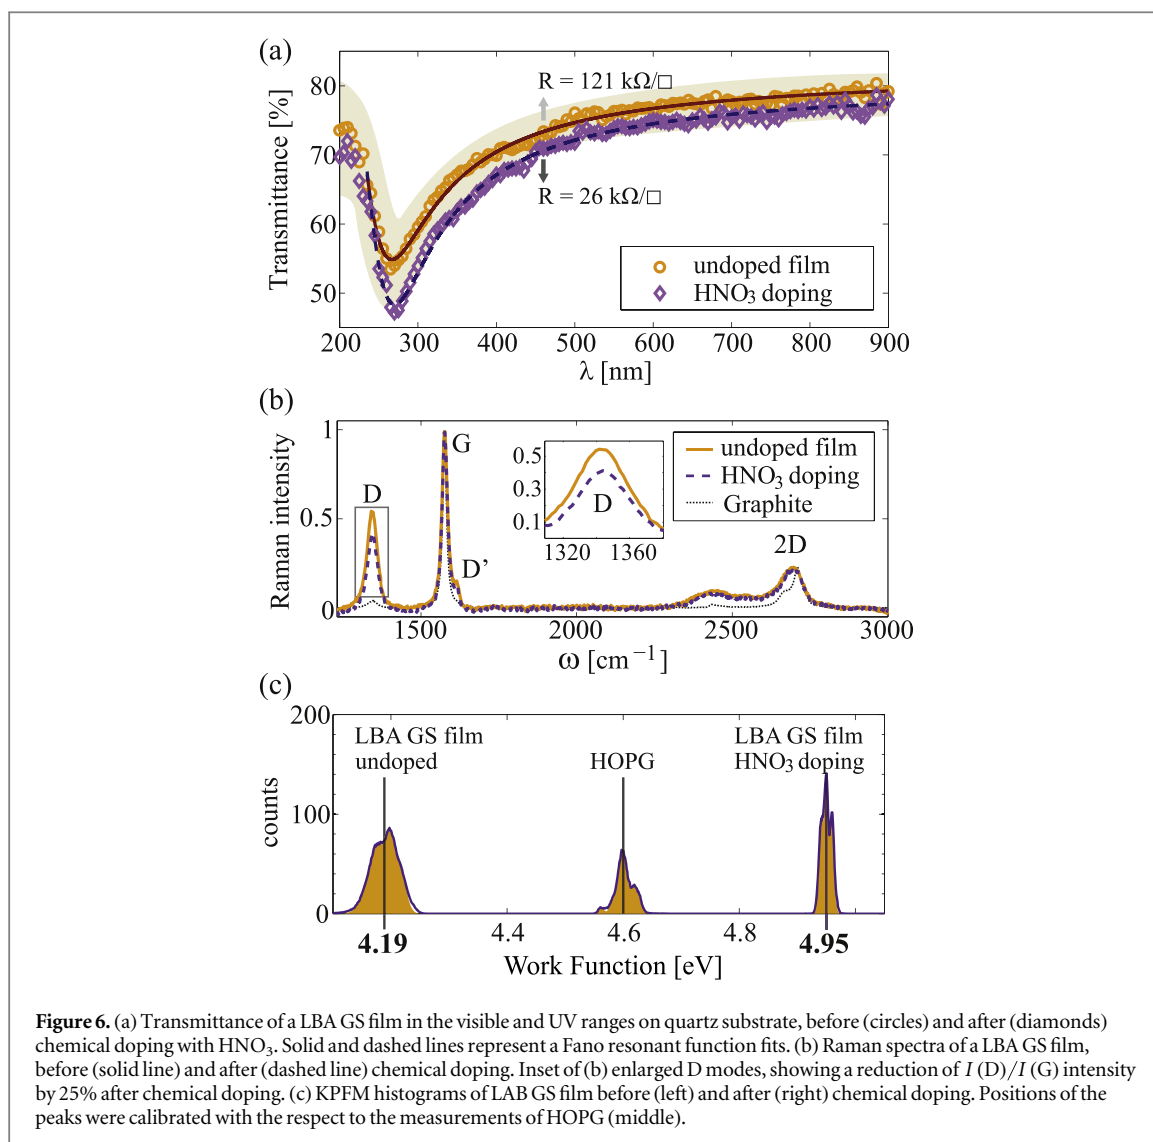 (a)
Transmittance [%]
80
70
60
50
R = 121 kΩ/□
R = 26 kΩ/□
undoped film
HNO3 doping
200 300 400 500 600 700 800 900
λ [nm]
(b)
Raman intensity
1
0.5
0
D
G
D'
2D
0.5
0.3
0.1
D
1320 1360
undoped film
HNO3 doping
Graphite
1500 2000 2500 3000
ω [cm−1]
(c)
counts
200
100
0
LBA GS film
undoped
HOPG
LBA GS film
HNO3 doping
4.19 4.4 4.6 4.8 4.95
Work Function [eV]
Figure 6. (a) Transmittance of a LBA GS film in the visible and UV ranges on quartz substrate, before (circles) and after (diamonds)
chemical doping with HNO3. Solid and dashed lines represent a Fano resonant function fits. (b) Raman spectra of a LBA GS film,
before (solid line) and after (dashed line) chemical doping. Inset of (b) enlarged D modes, showing a reduction of I (D)/I (G) intensity
by 25% after chemical doping. (c) KPFM histograms of LAB GS film before (left) and after (right) chemical doping. Positions of the
peaks were calibrated with the respect to the measurements of HOPG (middle).